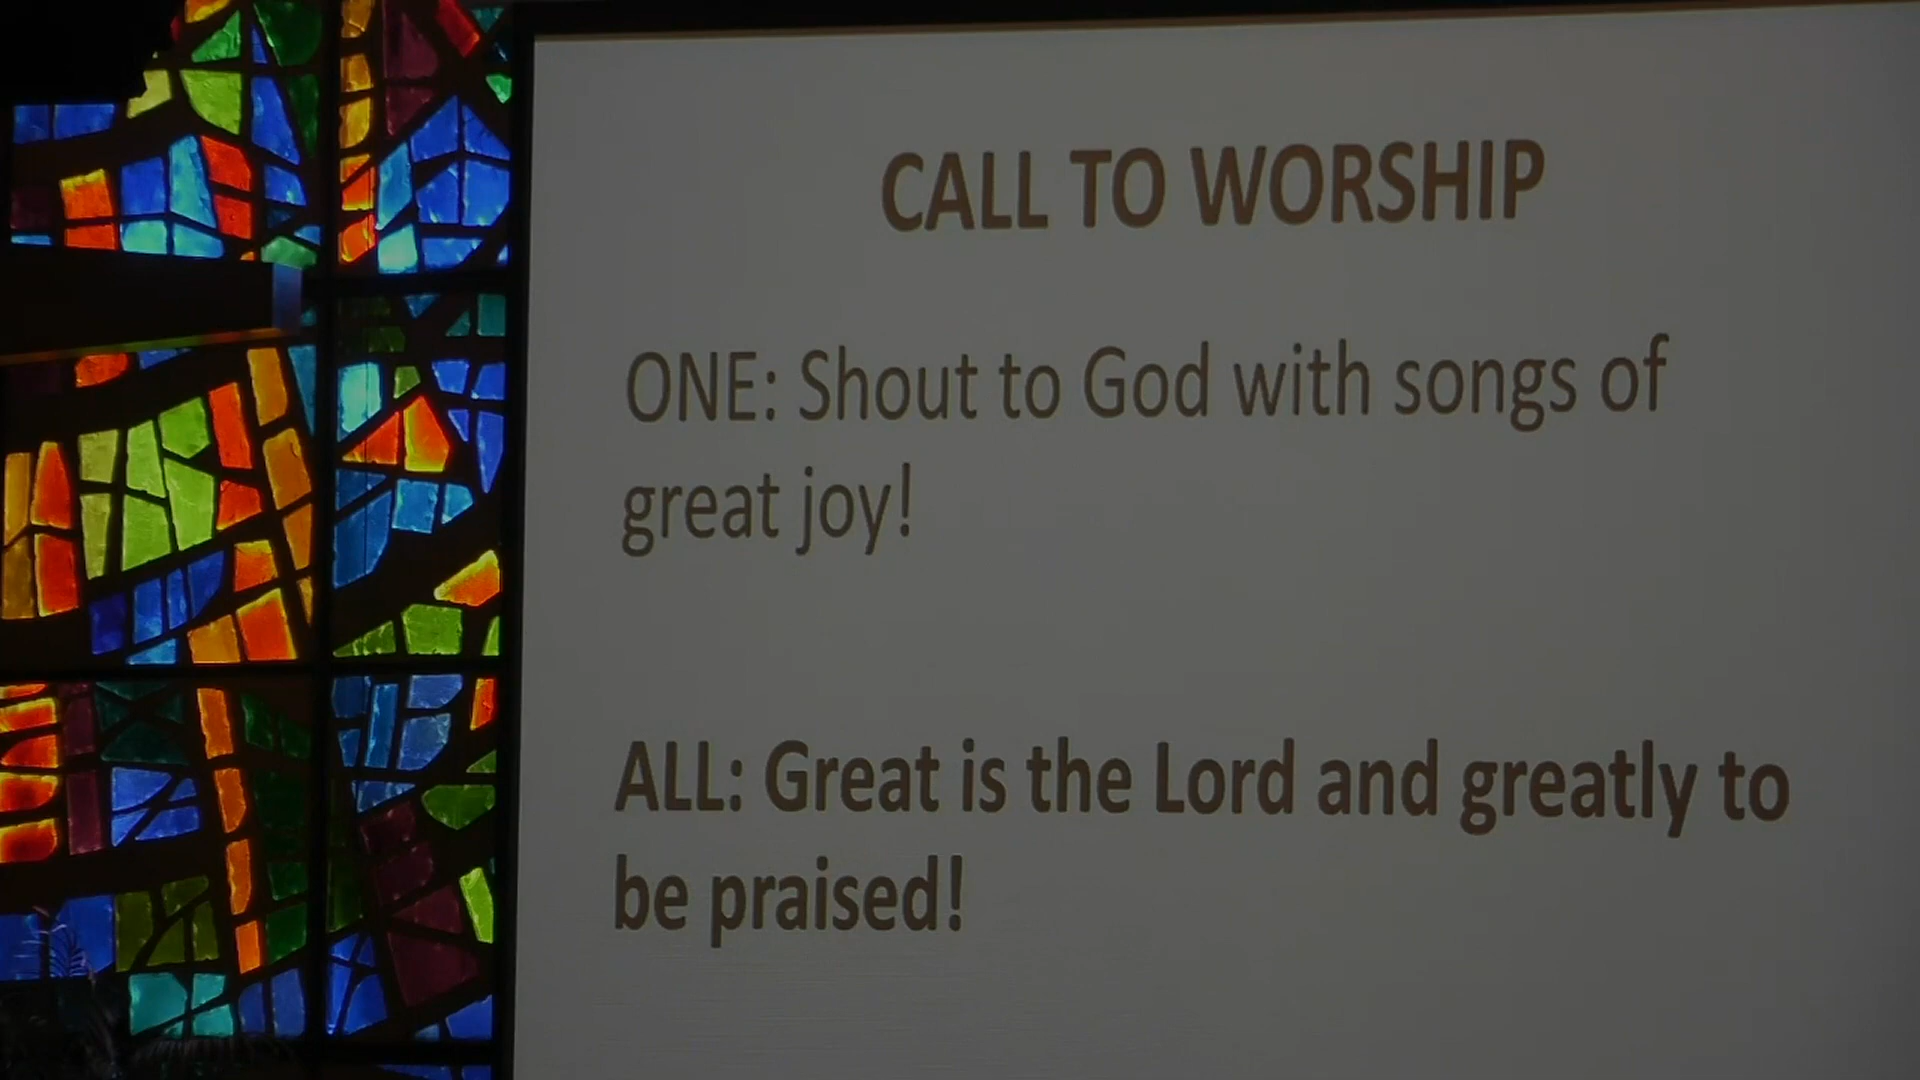 CALL TO WORSHIP
ONE: Shout to God with songs of
great joy!
ALL: Great is the Lord and greatly to
be praised!